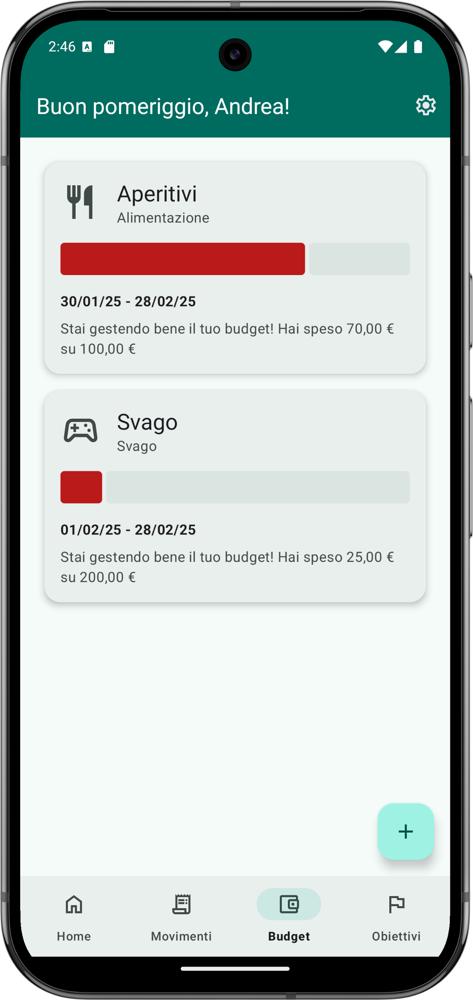 2:46
Buon pomeriggio, Andrea!
Aperitivi
Alimentazione
30/01/25 - 28/02/25
Stai gestendo bene il tuo budget! Hai speso 70,00 €
su 100,00 €
Svago
Svago
01/02/25 - 28/02/25
Stai gestendo bene il tuo budget! Hai speso 25,00 €
su 200,00 €
Home Movimenti Budget Obiettivi